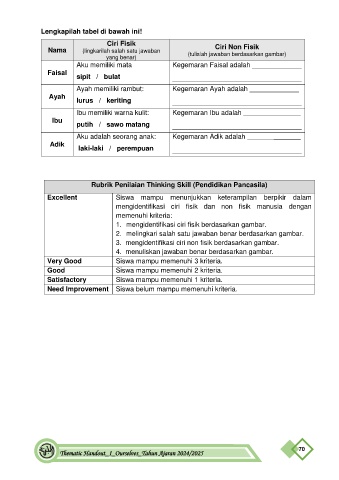 Lengkapilah tabel di bawah ini!
Nama
Ciri Fisik
(lingkarilah salah satu jawaban
yang benar)
Ciri Non Fisik
(tulislah jawaban berdasarkan gambar)
Faisal
Aku memiliki mata
sipit / bulat
Kegemaran Faisal adalah ______________
Ayah
Ayah memiliki rambut:
lurus / keriting
Kegemaran Ayah adalah ______________
Ibu
Ibu memiliki warna kulit:
putih / sawo matang
Kegemaran Ibu adalah ______________
Adik
Aku adalah seorang anak:
laki-laki / perempuan
Kegemaran Adik adalah ______________
Rubrik Penilaian Thinking Skill (Pendidikan Pancasila)
Excellent
Siswa mampu menunjukkan keterampilan berpikir dalam
mengidentifikasi ciri fisik dan non fisik manusia dengan
memenuhi kriteria:
1. mengidentifikasi ciri fisik berdasarkan gambar.
2. melingkari salah satu jawaban benar berdasarkan gambar.
3. mengidentifikasi ciri non fisik berdasarkan gambar.
4. menuliskan jawaban benar berdasarkan gambar.
Very Good
Siswa mampu memenuhi 3 kriteria.
Good
Siswa mampu memenuhi 2 kriteria.
Satisfactory
Siswa mampu memenuhi 1 kriteria.
Need Improvement
Siswa belum mampu memenuhi kriteria.
Thematic Handout_1_Ourselves_Tahun Ajaran 2024/2025
70